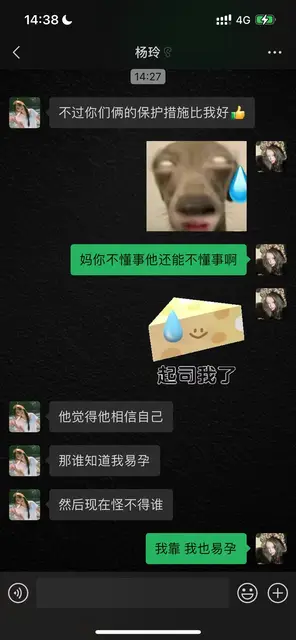 14:38
4G
杨玲
14:27
不过你们俩的保护措施比我好👍
妈你不懂事他还能不懂事啊
起司我了
他觉得他相信自己
那谁知道我易孕
然后现在怪不得谁
我靠 我也易孕